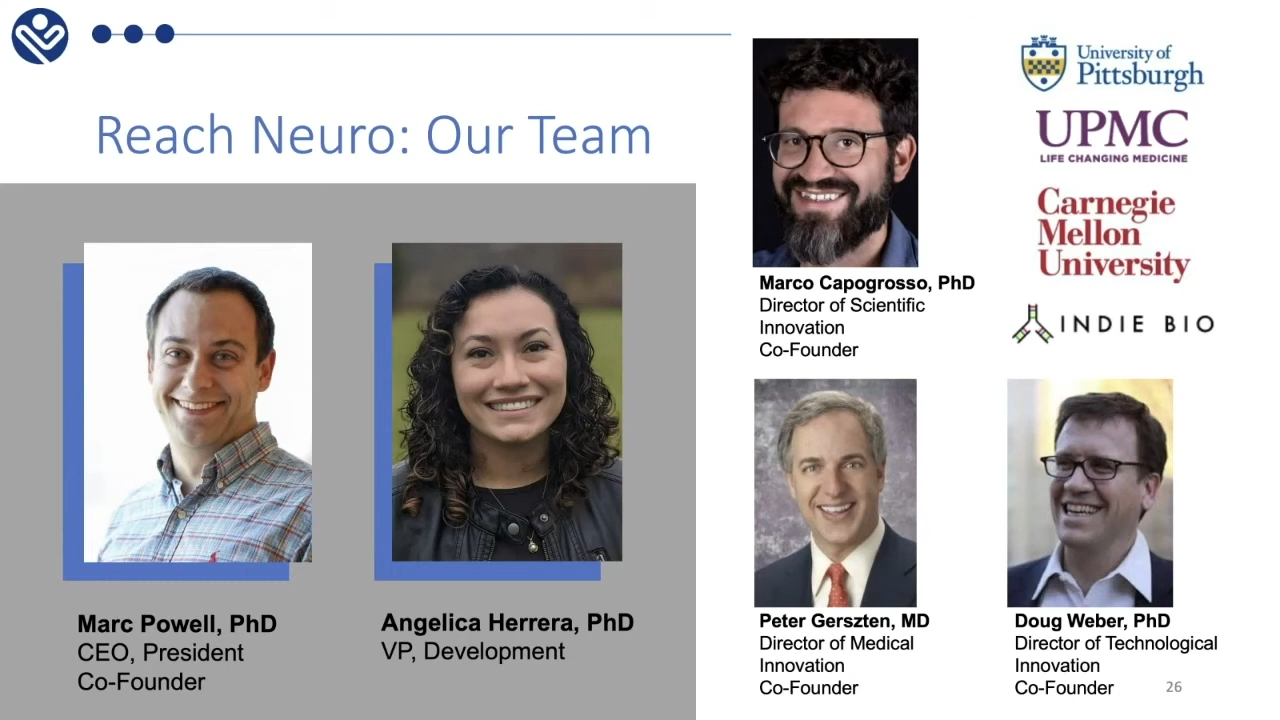 Reach Neuro: Our Team
Marc Powell, PhD
CEO, President
Co-Founder
Angelica Herrera, PhD
VP, Development
Marco Capogrosso, PhD
Director of Scientific
Innovation
Co-Founder
University of
Pittsburgh
UPMC
LIFE CHANGING MEDICINE
Carnegie
Mellon
University
INDIE BIO
Peter Gerszten, MD
Director of Medical
Innovation
Co-Founder
Doug Weber, PhD
Director of Technological
Innovation
Co-Founder
26